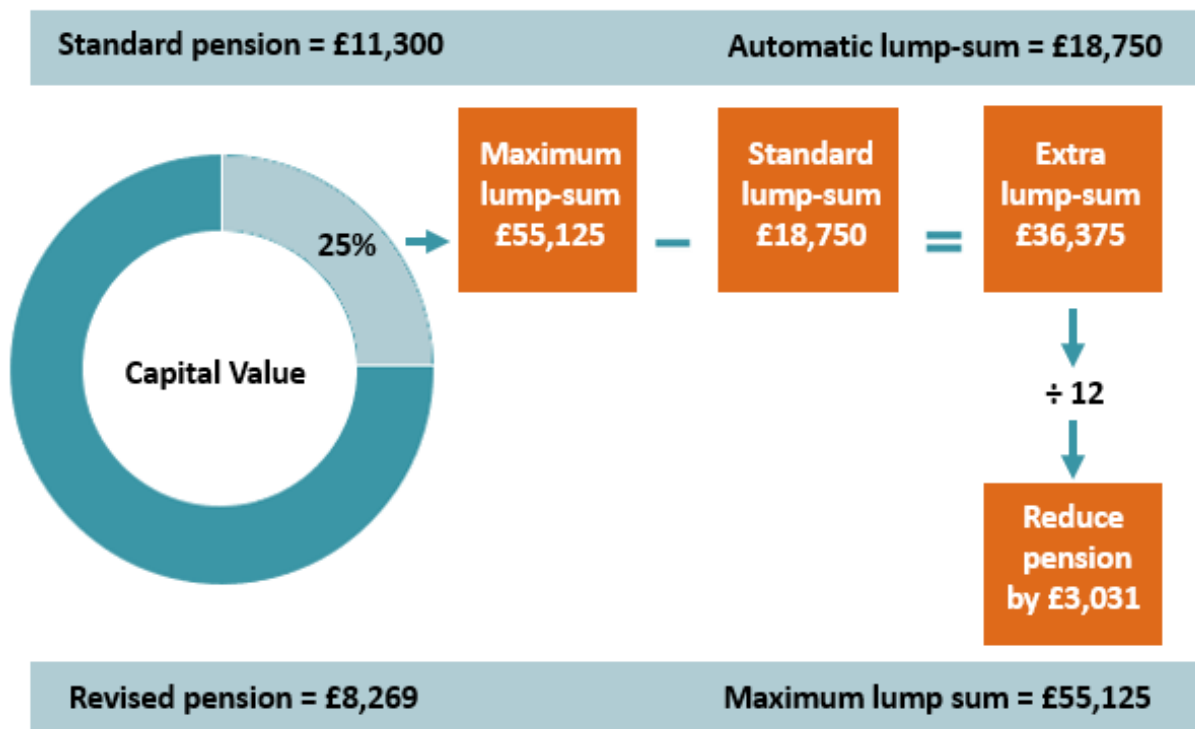 Standard pension = £11,300
Automatic lump-sum = £18,750
Maximum
lump-sum
£55,125
–
Standard
lump-sum
£18,750
=
Extra
lump-sum
£36,375
25%
Capital Value
÷ 12
Reduce
pension
by £3,031
Revised pension = £8,269
Maximum lump sum = £55,125